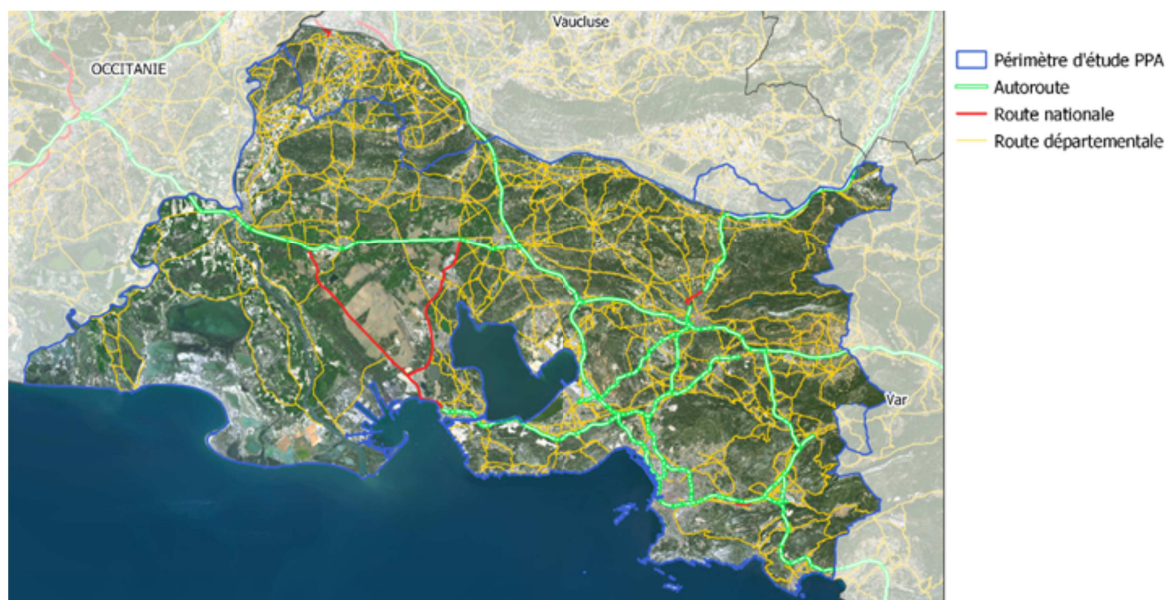 Vaucluse
OCCITANIE
Var
Périmètre d'étude PPA
Autoroute
Route nationale
Route départementale